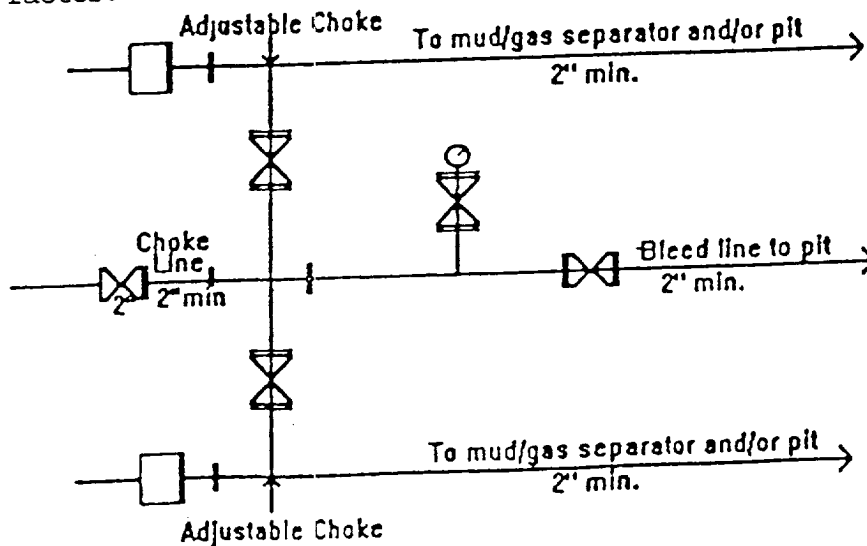 Adjustable Choke
To mud/gas separator and/or pit
2" min.
Choke
Line
2"
2" min
Bleed line to pit
2" min.
To mud/gas separator and/or pit
2" min.
Adjustable Choke